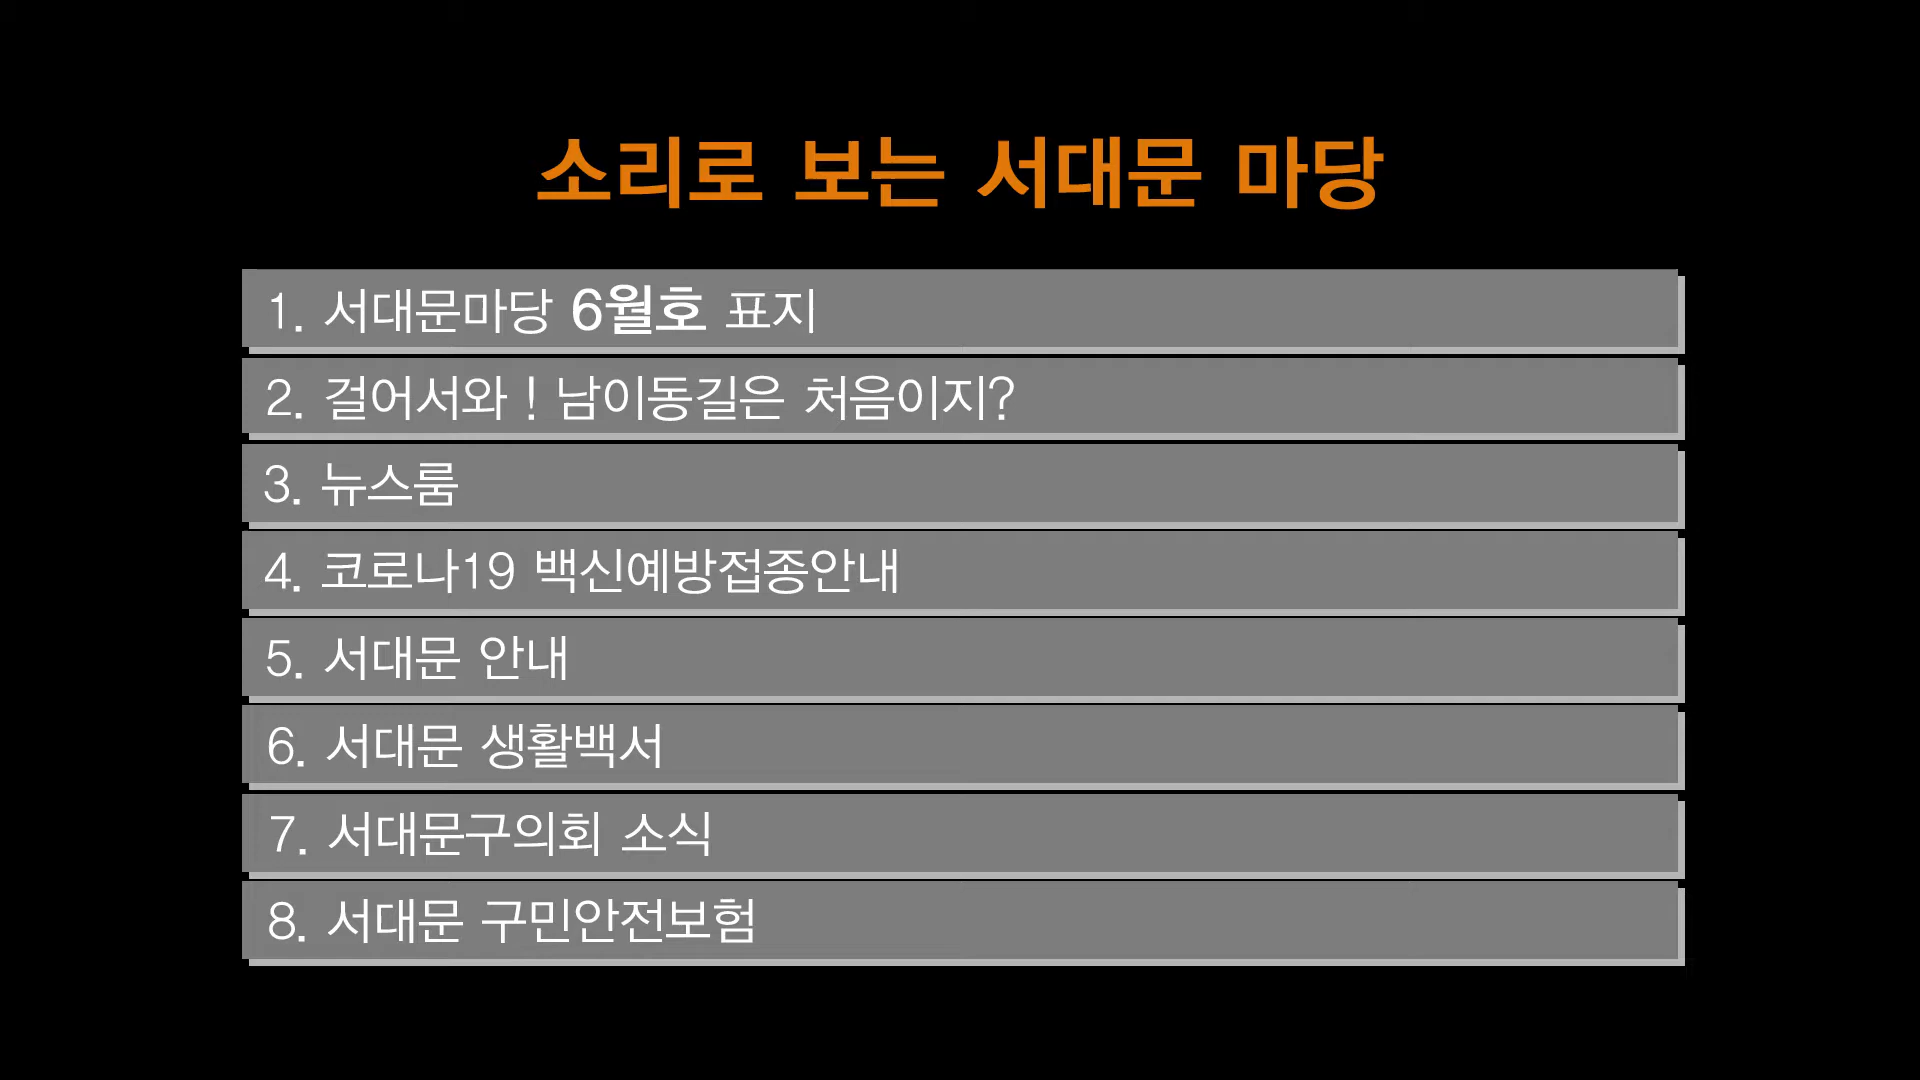 소리로 보는 서대문 마당
1. 서대문마당 6월호 표지
2. 걸어서와 ! 남이동길은 처음이지?
3. 뉴스룸
4. 코로나19 백신예방접종안내
5. 서대문 안내
6. 서대문 생활백서
7. 서대문구의회 소식
8. 서대문 구민안전보험